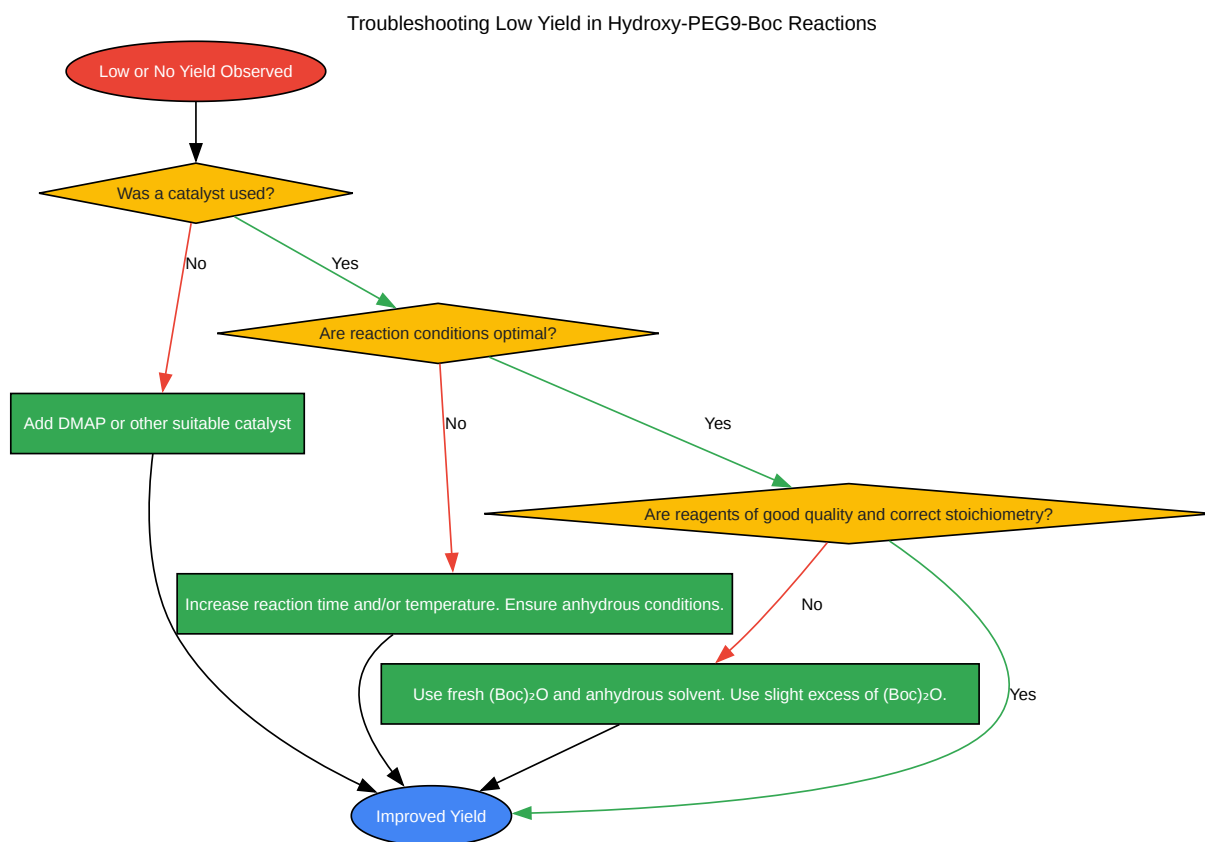 Troubleshooting Low Yield in Hydroxy-PEG9-Boc Reactions
Low or No Yield Observed
Was a catalyst used?
No
Yes
Are reaction conditions optimal?
Add DMAP or other suitable catalyst
No
Yes
Are reagents of good quality and correct stoichiometry?
Increase reaction time and/or temperature. Ensure anhydrous conditions.
No
Use fresh (Boc)₂O and anhydrous solvent. Use slight excess of (Boc)₂O.
Yes
Improved Yield